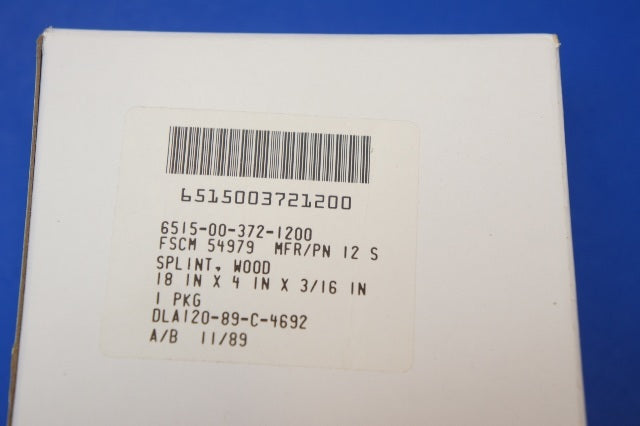 6515003721200
6515-00-372-1200
FSCM 54979 MFR/PN 12 S
SPLINT, WOOD
18 IN X 4 IN X 3/16 IN
1 PKG
DLA120-89-C-4692
A/B 11/89